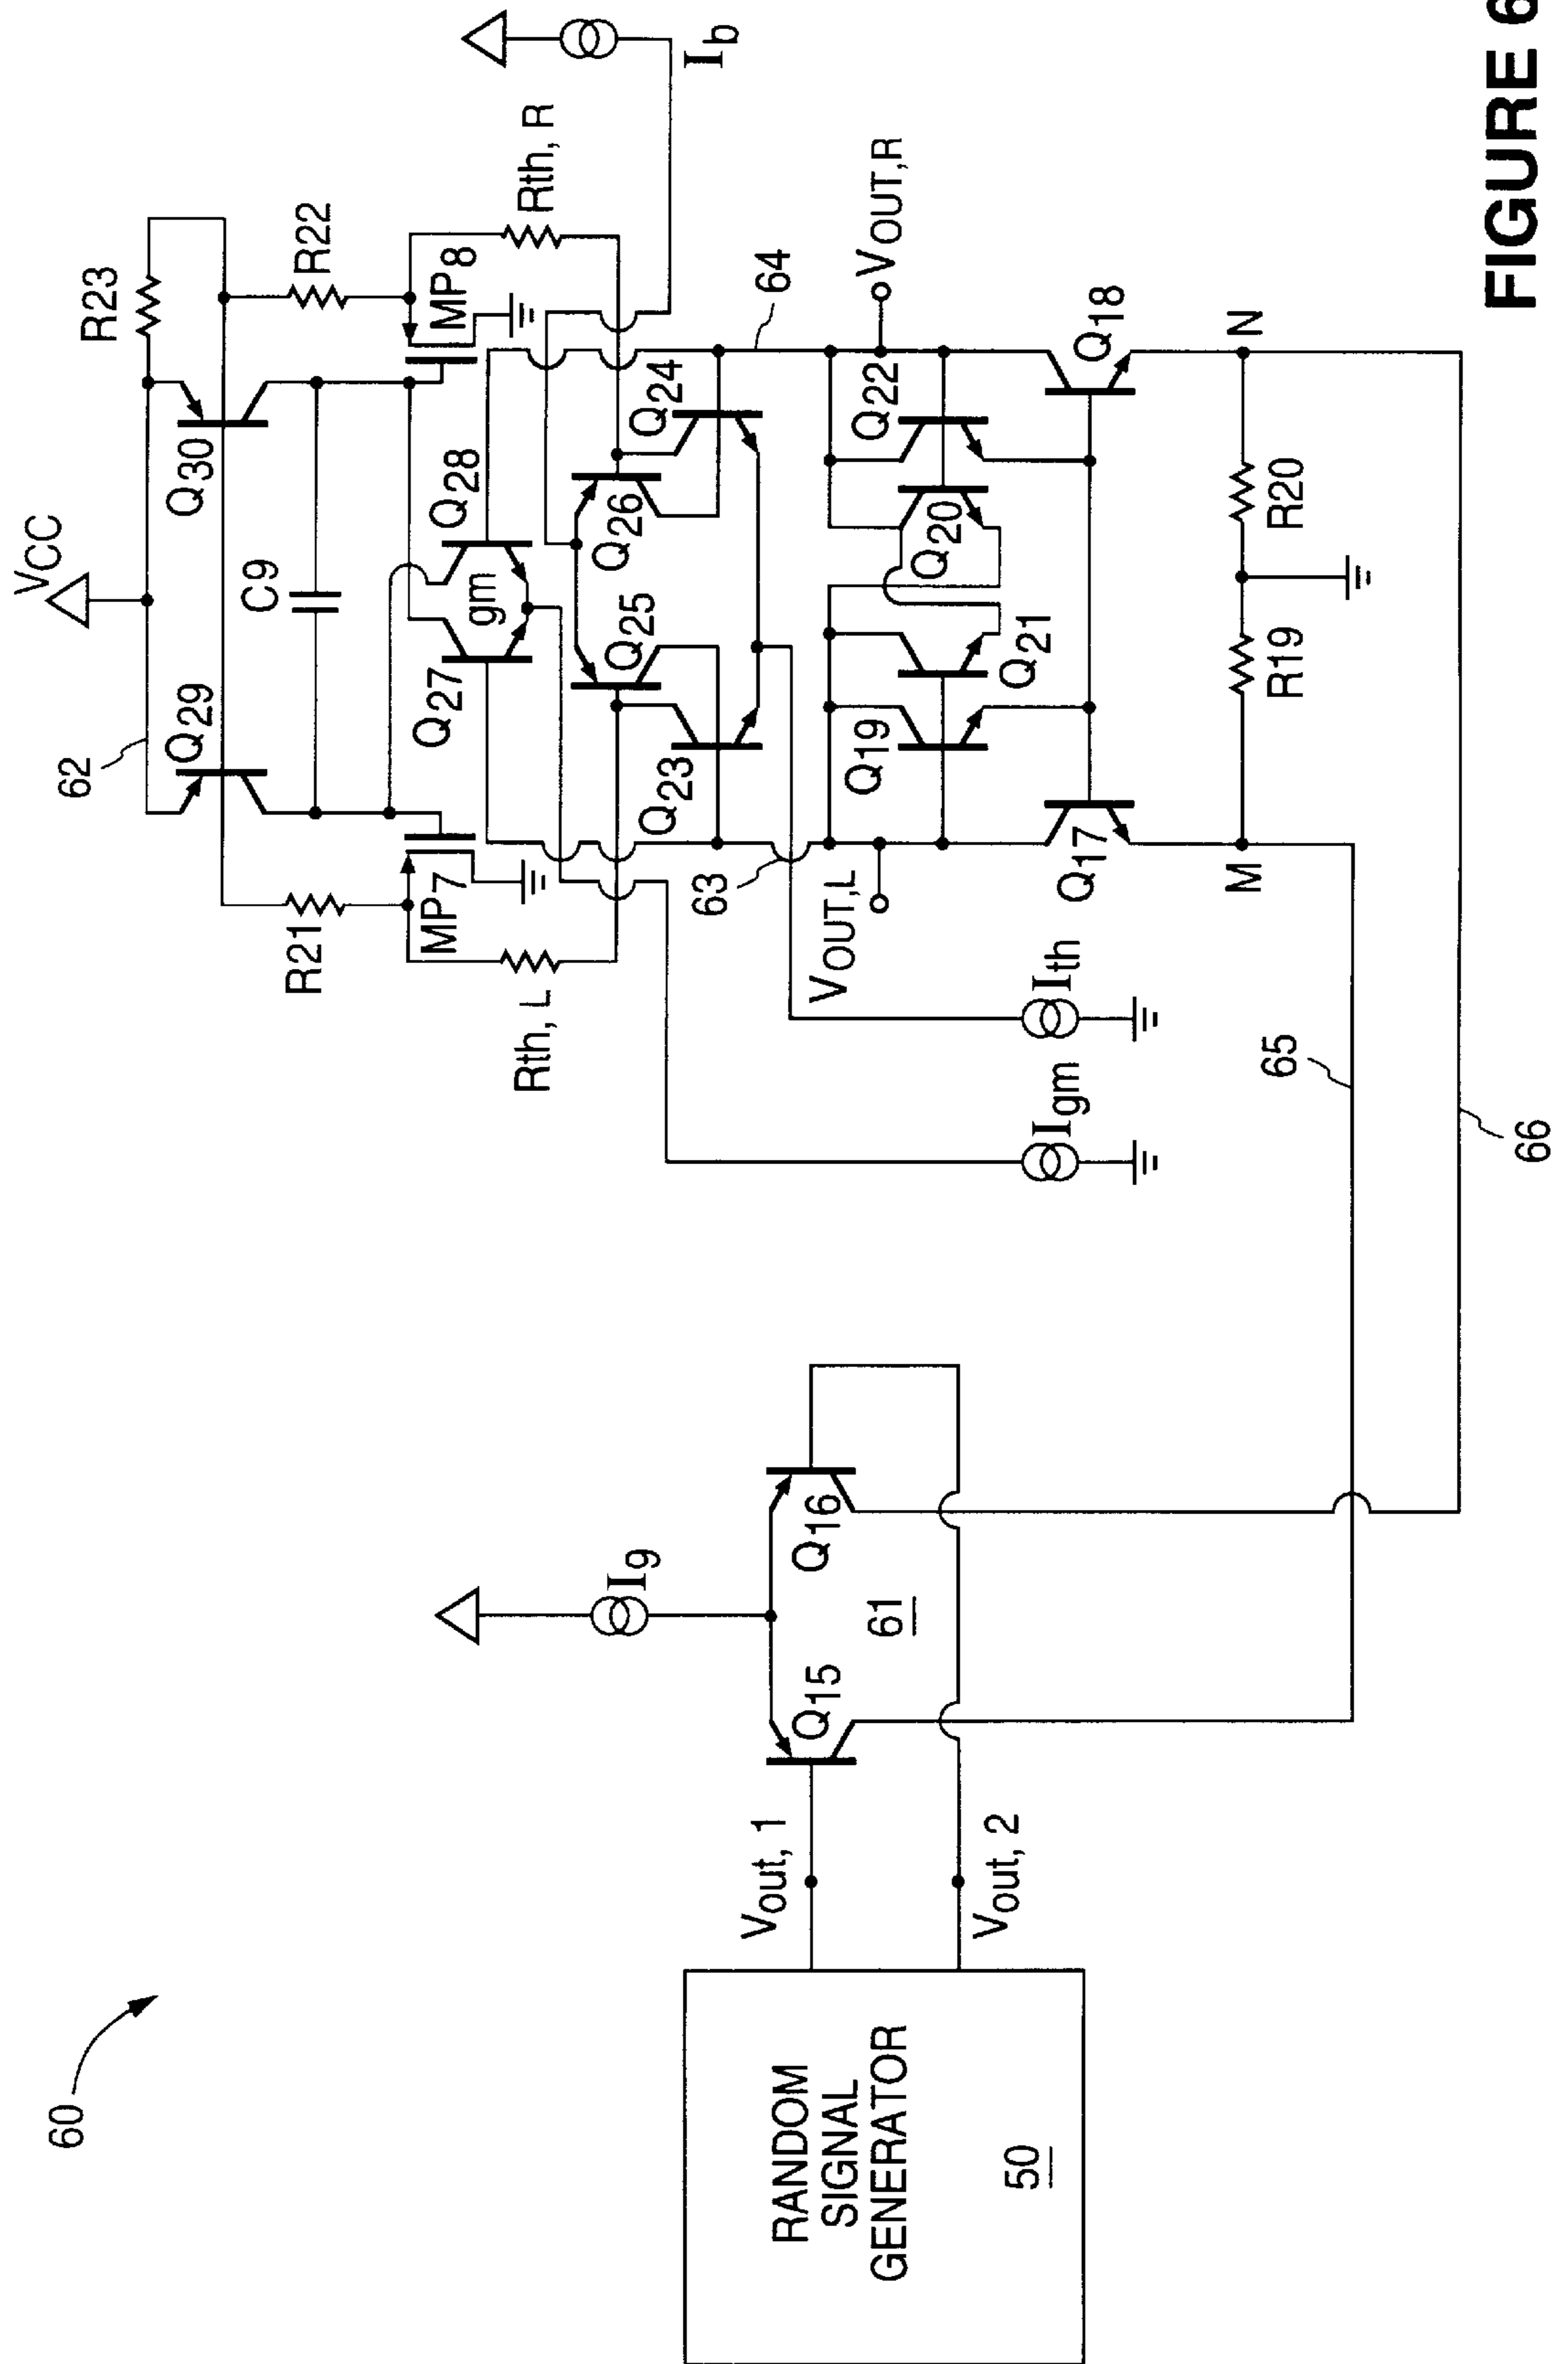 60
VCC
62
Q29
Q30
R23
C9
R22
R21
MP7
MP8
Q27
Q28
gm
Rth, L
Rth, R
Ib
Q25
Q26
Q23
Q24
63
64
VOUT,L
VOUT,R
Q19
Q21
Q20
Q22
Q17
Q18
Igm
Ith
M
N
R19
R20
65
66
I9
Q15
Q16
61
Vout, 1
Vout, 2
RANDOM
SIGNAL
GENERATOR
50
FIGURE 6